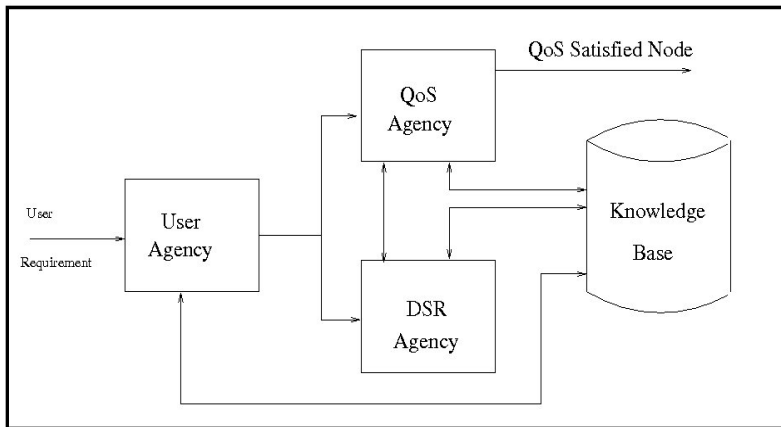 QoS Satisfied Node
QoS
Agency
User
Requirement
User
Agency
Knowledge
Base
DSR
Agency